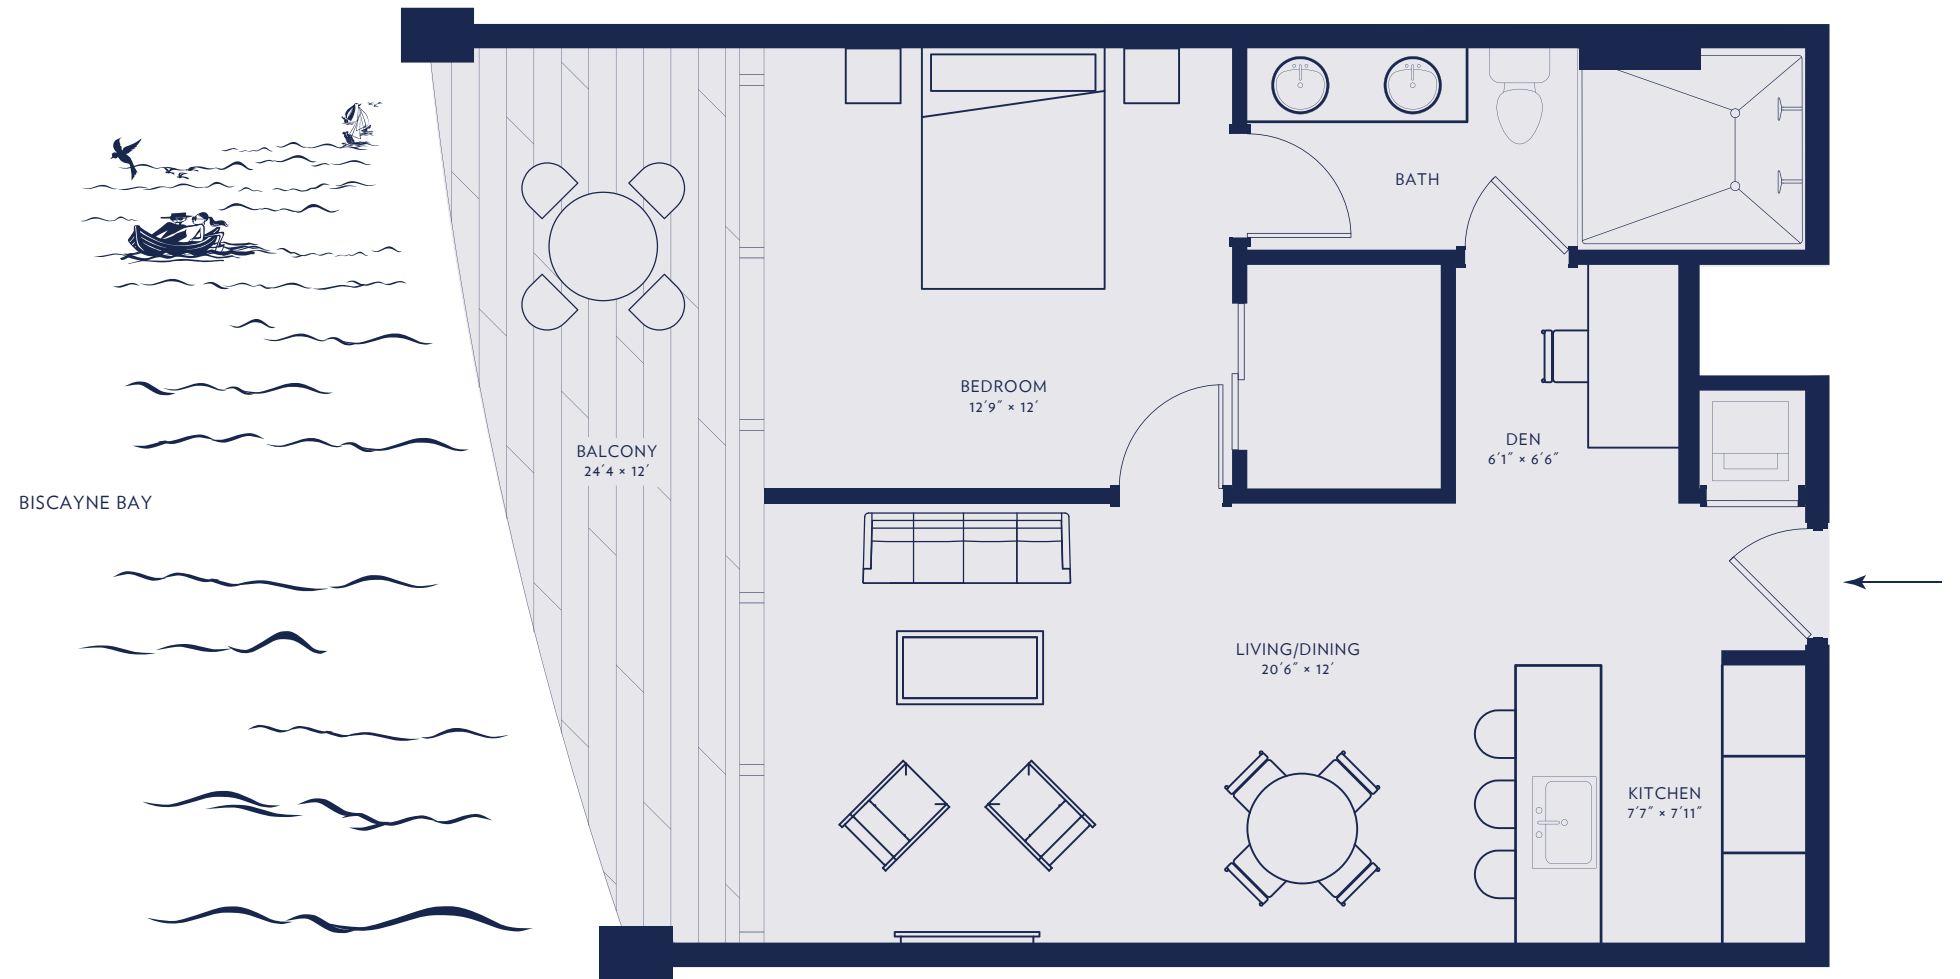 BATH
BEDROOM
12′9″ × 12′
DEN
6′1″ × 6′6″
BALCONY
24′4 × 12′
BISCAYNE BAY
LIVING/DINING
20′6″ × 12′
KITCHEN
7′7″ × 7′11″